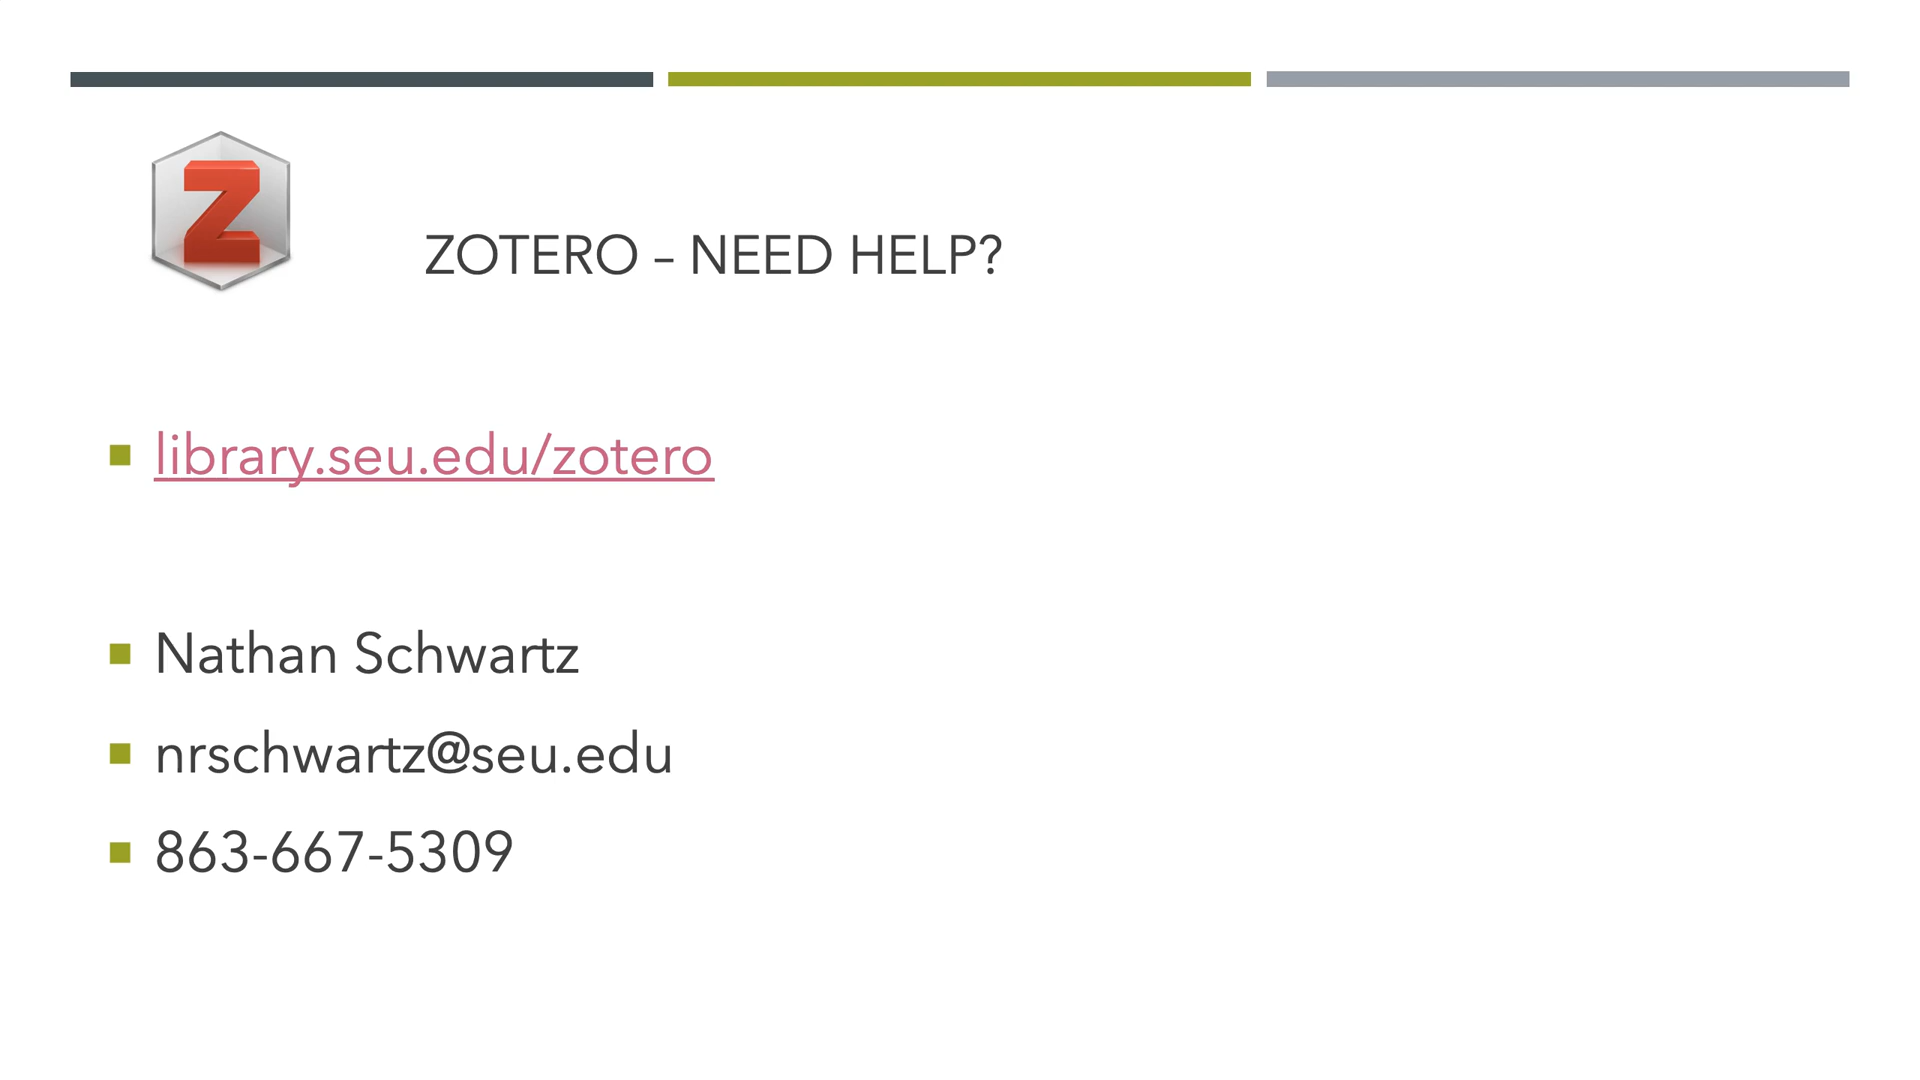 Z
ZOTERO – NEED HELP?
library.seu.edu/zotero
Nathan Schwartz
nrschwartz@seu.edu
863-667-5309